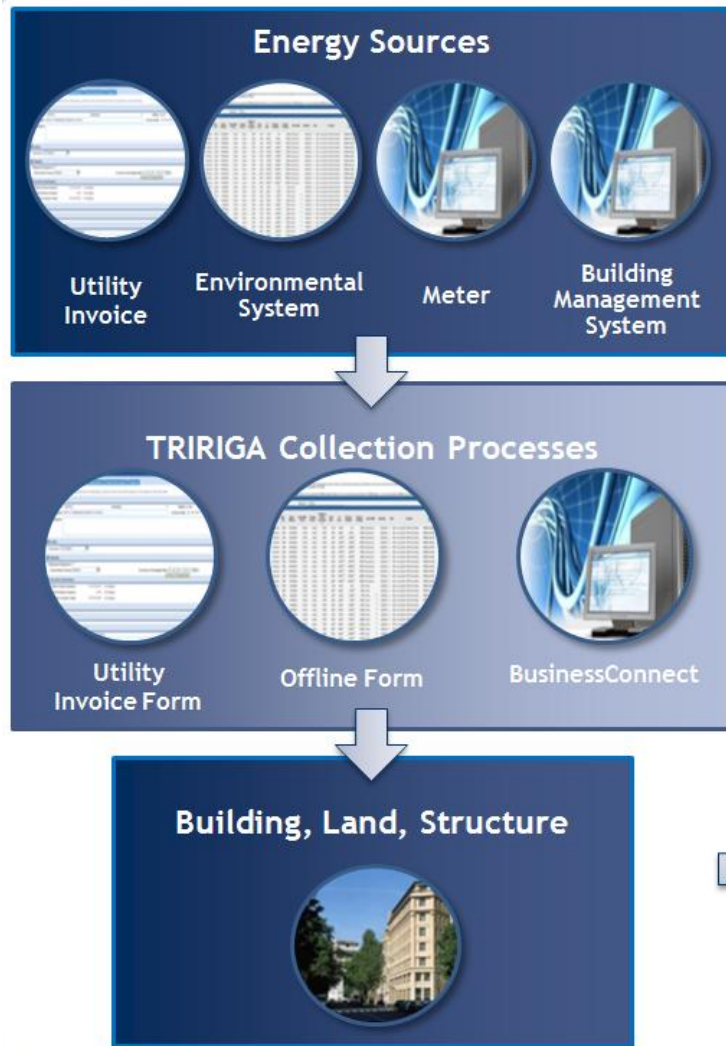 Energy Sources
Utility
Invoice
Environmental
System
Meter
Building
Management
System
TRIRIGA Collection Processes
Utility
Invoice Form
Offline Form
BusinessConnect
Building, Land, Structure